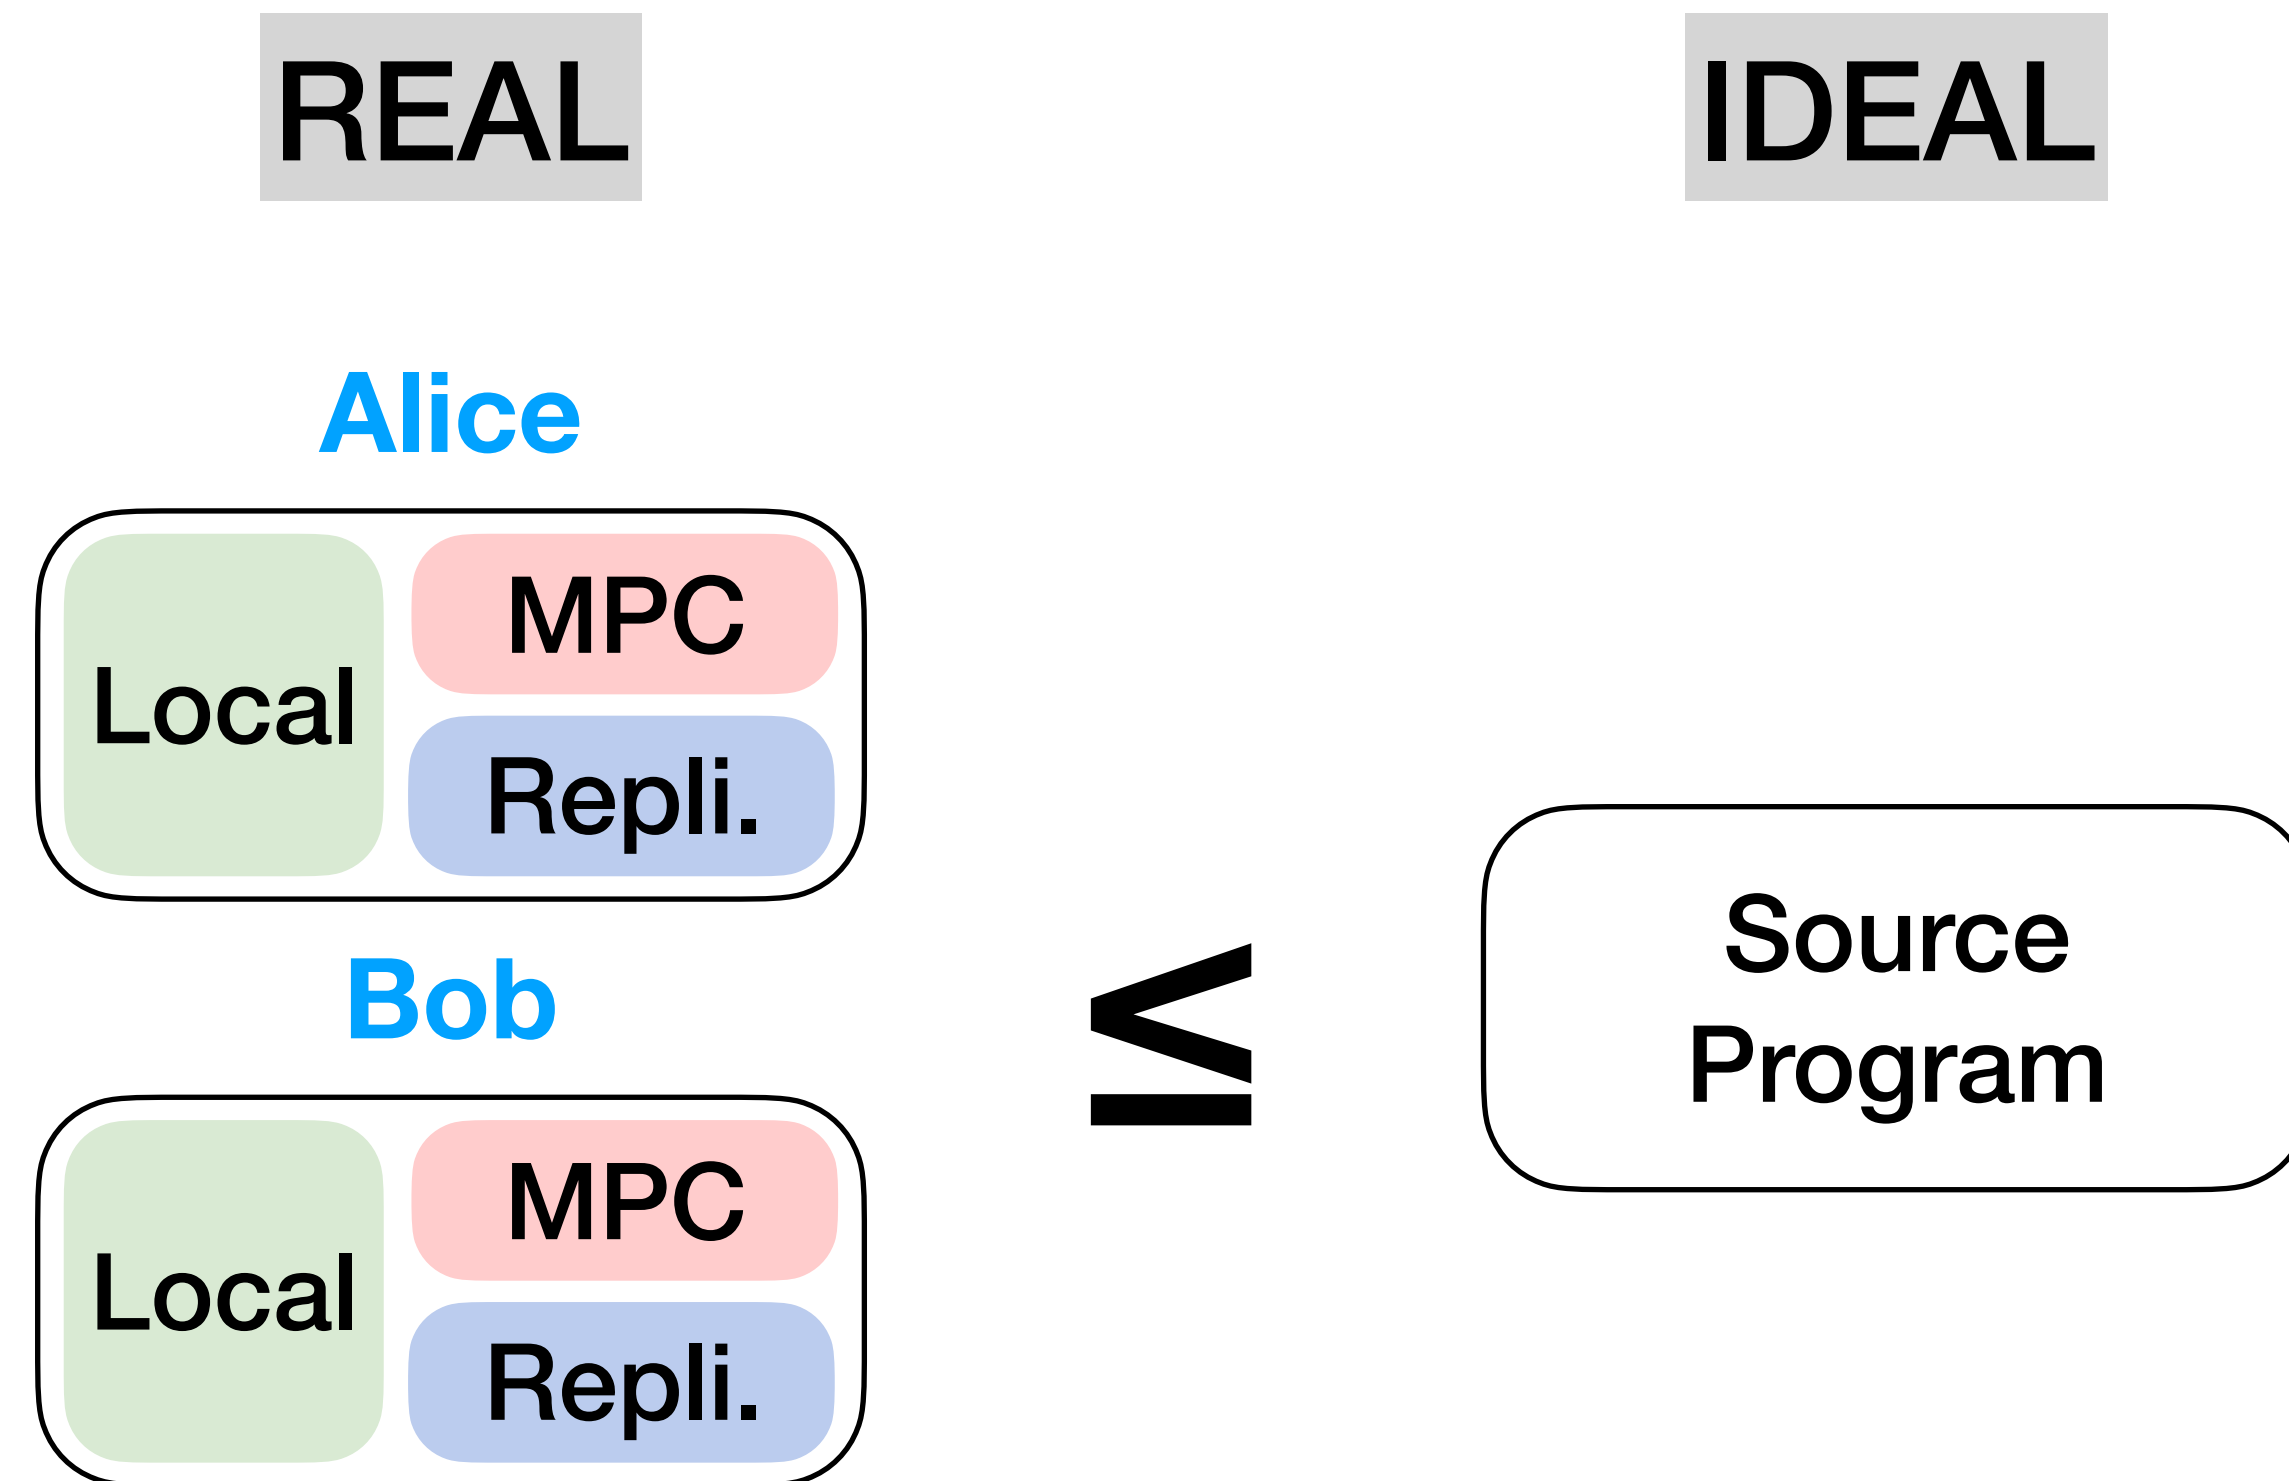 REAL
IDEAL
Alice
Local
MPC
Repli.
Bob
Local
MPC
Repli.
≤
Source
Program